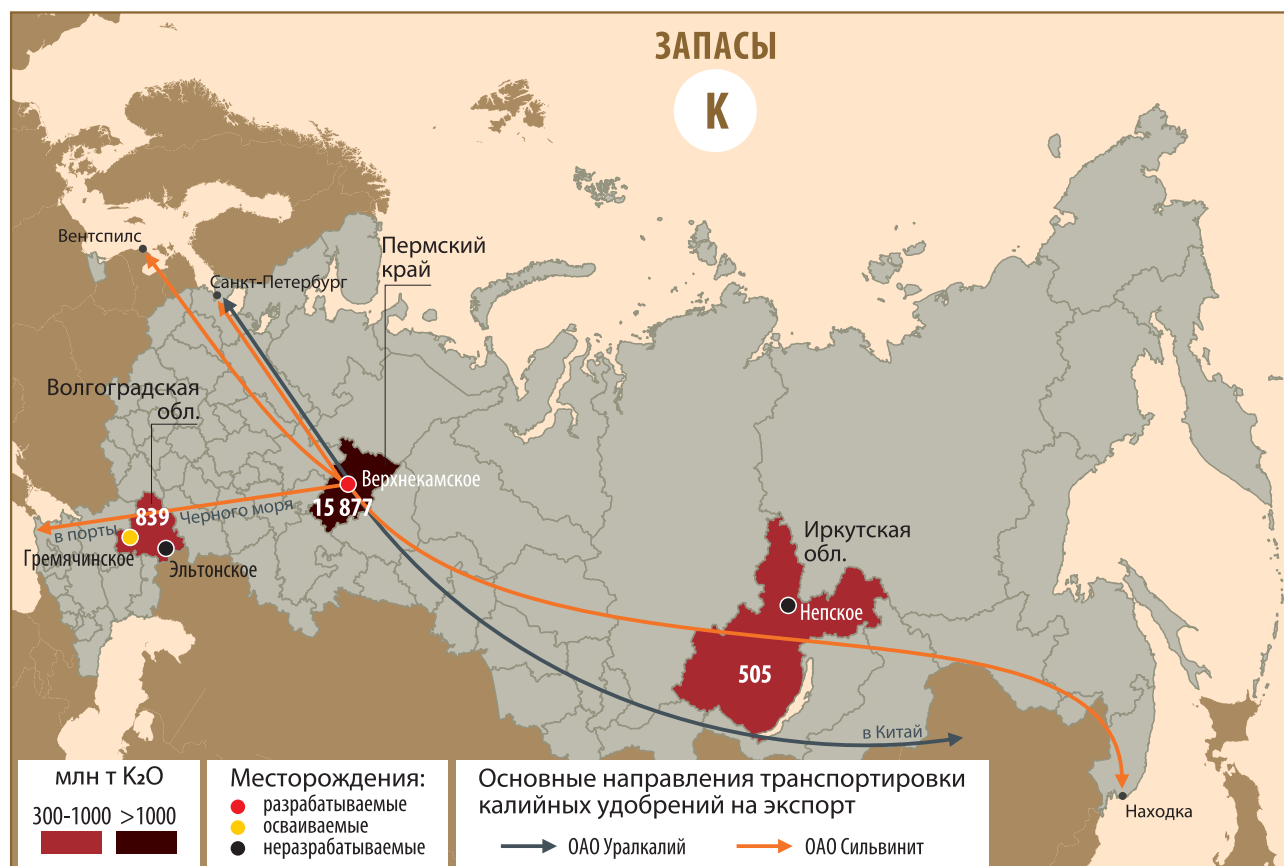 ЗАПАСЫ
К
Вентспилс
Санкт-Петербург
Пермский
край
Волгоградская
обл.
Верхнекамское
15 877
839
в порты Черного моря
Гремячинское
Эльтонское
Иркутская
обл.
Непское
505
в Китай
Находка
млн т K₂O
300-1000 >1000
Месторождения:
разрабатываемые
осваиваемые
неразрабатываемые
Основные направления транспортировки
калийных удобрений на экспорт
ОАО Уралкалий ОАО Сильвинит